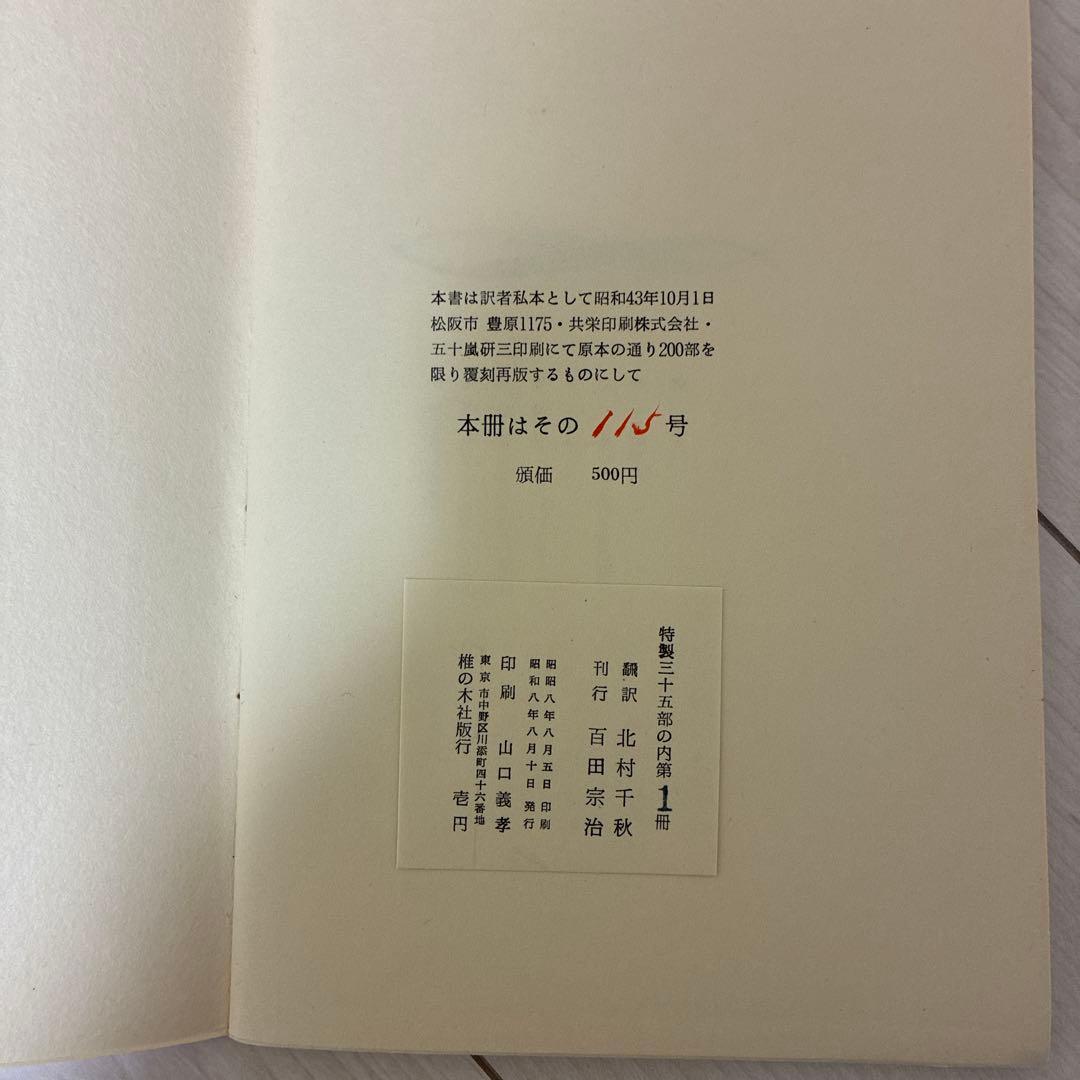 本書は訳者私本として昭和43年10月1日
松阪市 豊原1175・共栄印刷株式会社・
五十嵐研三印刷にて原本の通り200部を
限り覆刻再版するものにして
本冊はその115号
頒価 500円
特製三十五部の内第1冊
翻訳 北村千秋
刊行 百田宗治
昭昭八年八月五日印刷
昭和八年八月十日発行
印刷 山口義孝
東京市中野区川添町四十六番地
椎の木社版行 壱円